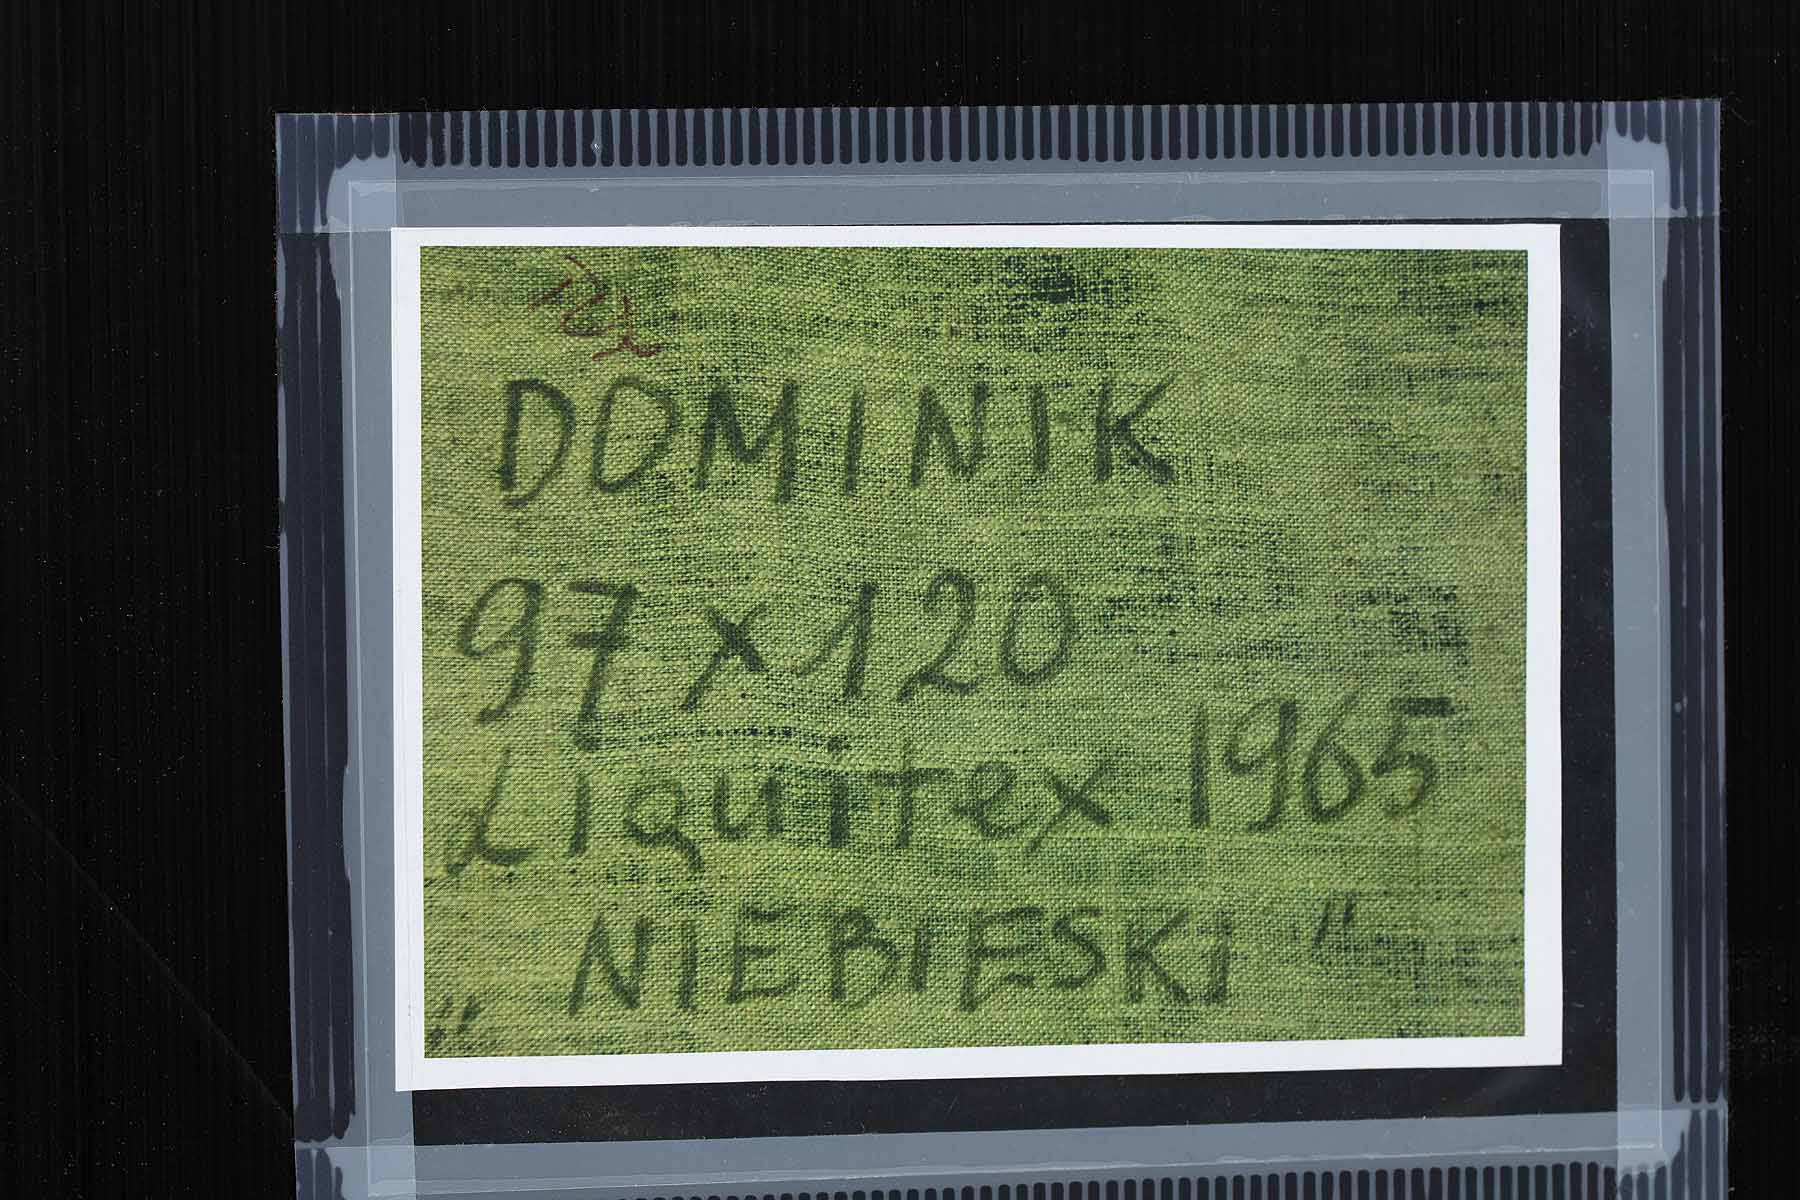 DOMINIK
97 x 120
Liquitex 1965
„ NIEBIESKI "